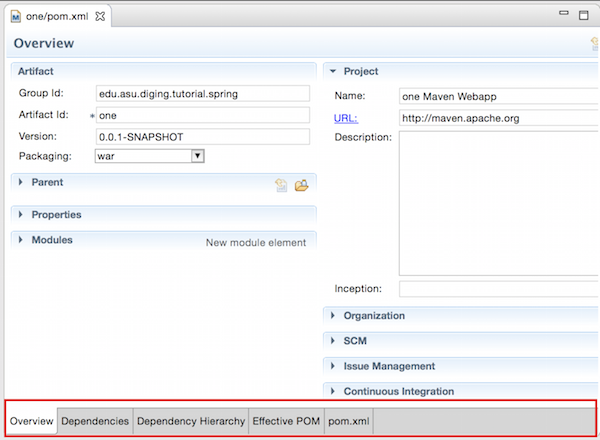 one/pom.xml
Overview
Artifact
Group Id: edu.asu.diging.tutorial.spring
Artifact Id: * one
Version: 0.0.1-SNAPSHOT
Packaging: war
Parent
Properties
Modules New module element
Project
Name: one Maven Webapp
URL: http://maven.apache.org
Description:
Inception:
Organization
SCM
Issue Management
Continuous Integration
Overview Dependencies Dependency Hierarchy Effective POM pom.xml